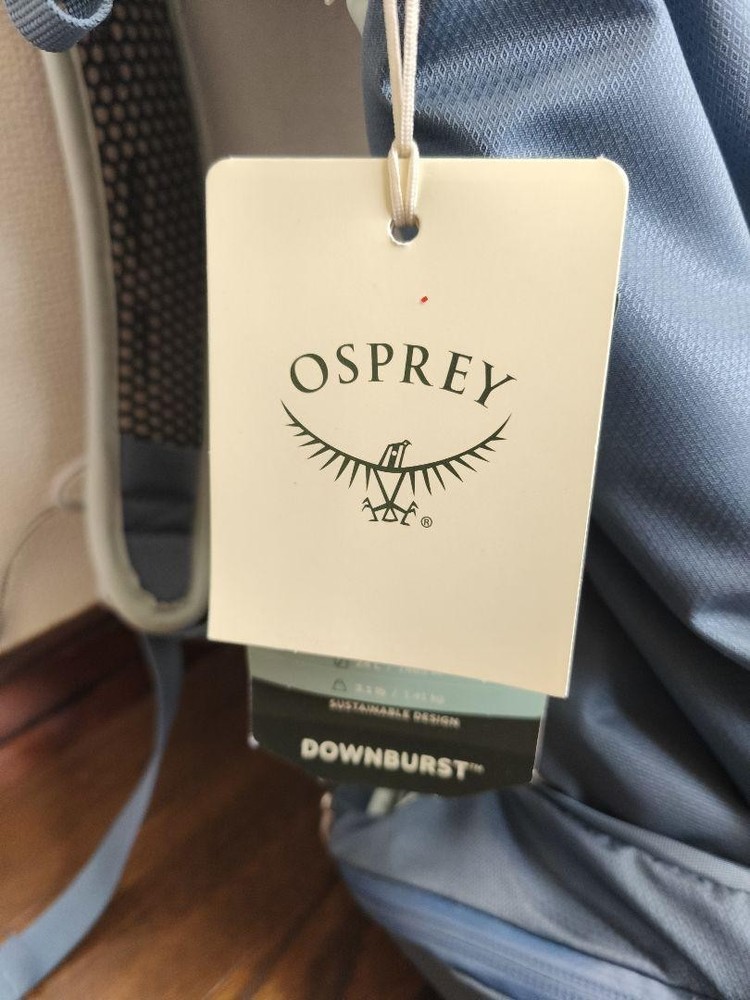 OSPREY
®
SUSTAINABLE DESIGN
DOWNBURST™